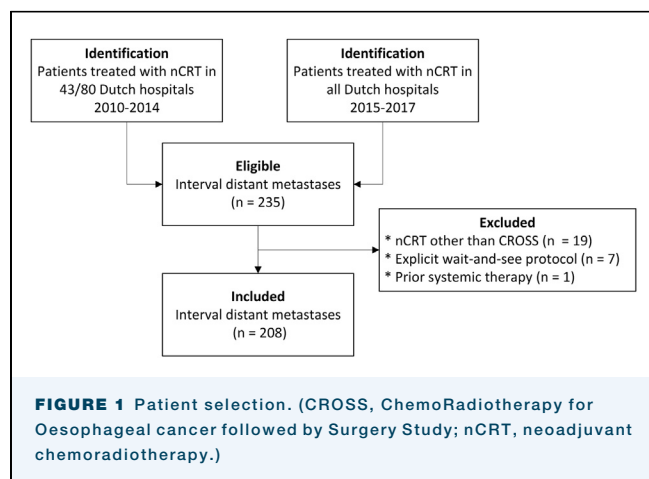 Identification
Patients treated with nCRT in
43/80 Dutch hospitals
2010-2014
Identification
Patients treated with nCRT in
all Dutch hospitals
2015-2017
Eligible
Interval distant metastases
(n = 235)
Excluded
* nCRT other than CROSS (n = 19)
* Explicit wait-and-see protocol (n = 7)
* Prior systemic therapy (n = 1)
Included
Interval distant metastases
(n = 208)
FIGURE 1 Patient selection. (CROSS, ChemoRadiotherapy for
Oesophageal cancer followed by Surgery Study; nCRT, neoadjuvant
chemoradiotherapy.)